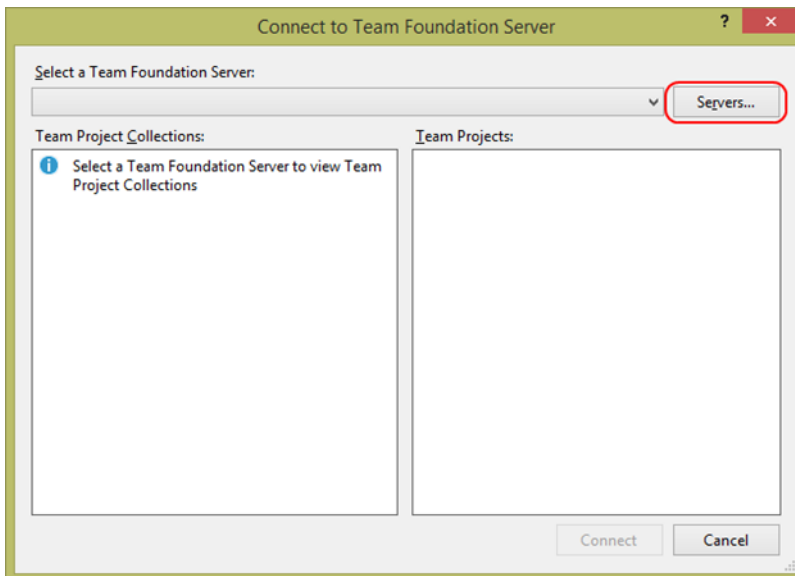 Connect to Team Foundation Server
?
Select a Team Foundation Server:
Servers...
Team Project Collections:
Team Projects:
Select a Team Foundation Server to view Team
Project Collections
Connect
Cancel